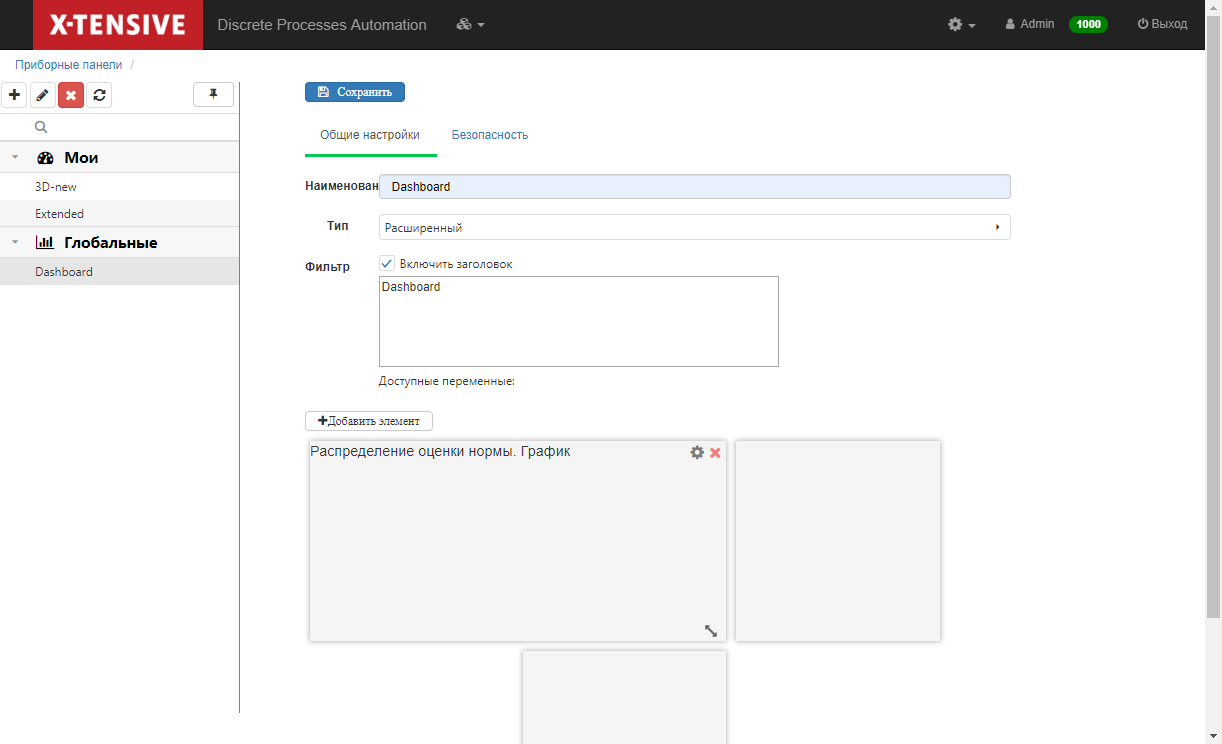 X-TENSIVE Discrete Processes Automation Admin 1000 Выход
Приборные панели /
Сохранить
Общие настройки Безопасность
Мои
3D-new
Extended
Глобальные
Dashboard
Наименован Dashboard
Тип Расширенный
Фильтр Включить заголовок
Dashboard
Доступные переменные:
Добавить элемент
Распределение оценки нормы. График